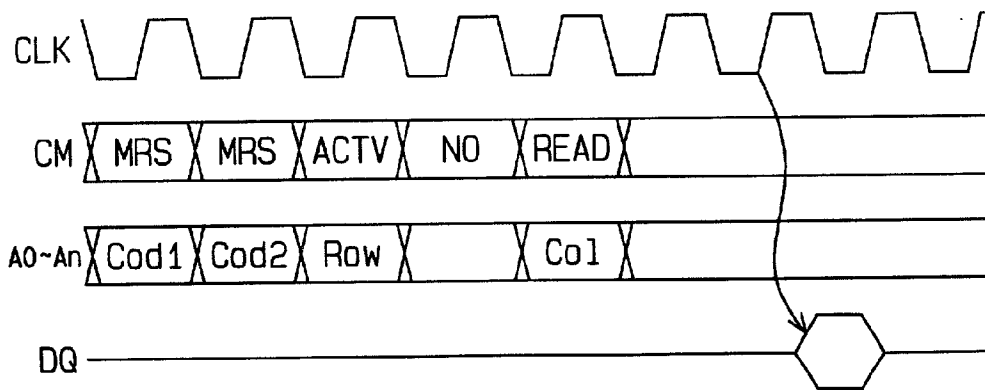 CLK
CM MRS MRS ACTV NO READ
A0~An Cod1 Cod2 Row Col
DQ